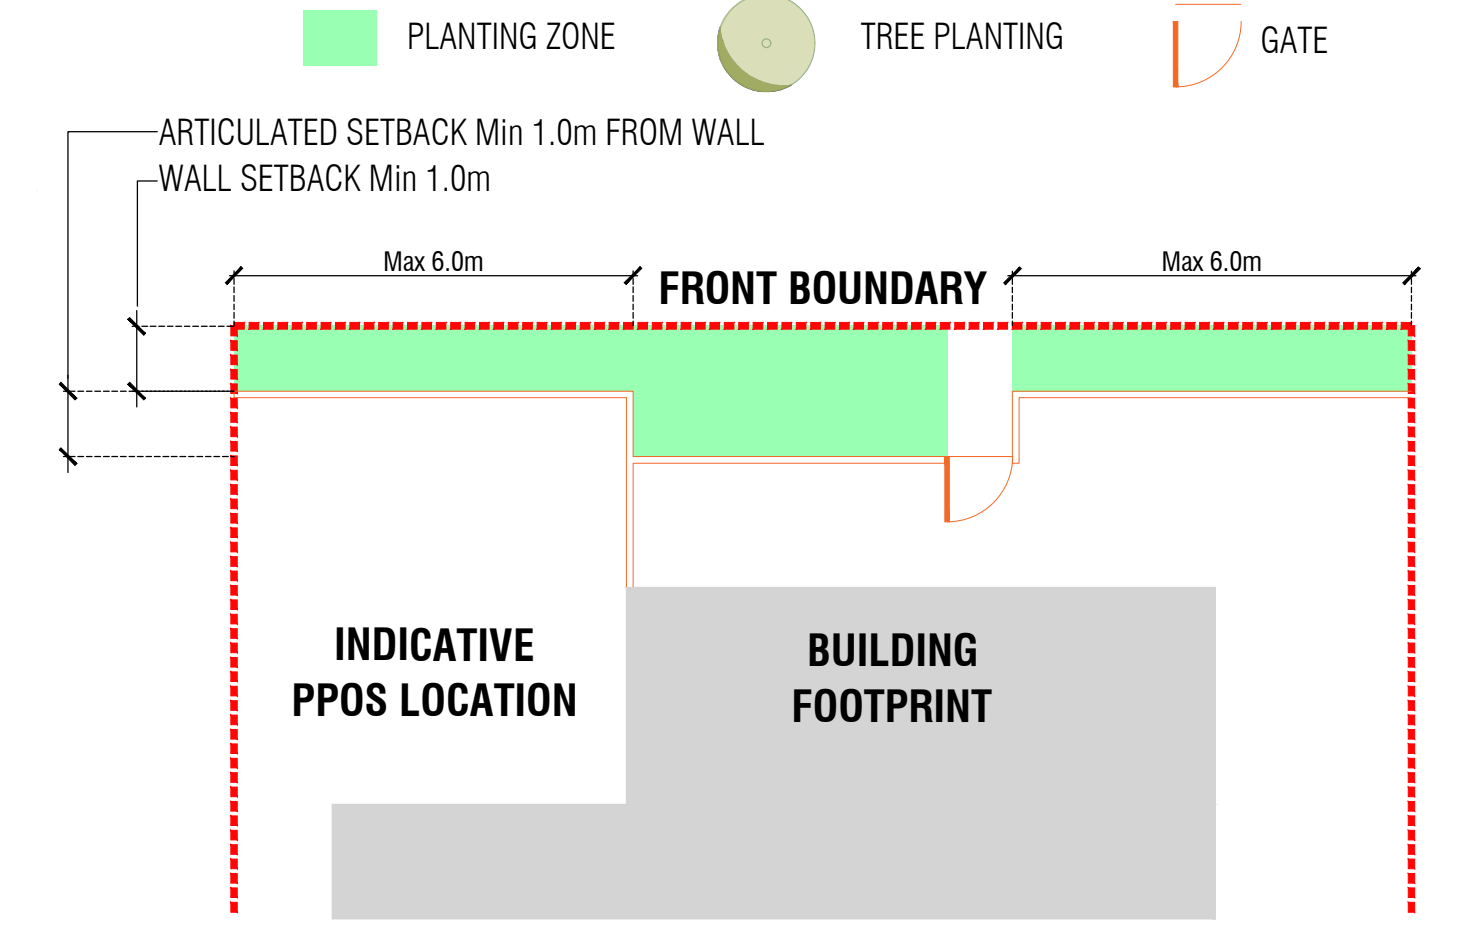 PLANTING ZONE
TREE PLANTING
GATE
ARTICULATED SETBACK Min 1.0m FROM WALL
WALL SETBACK Min 1.0m
Max 6.0m
FRONT BOUNDARY
Max 6.0m
INDICATIVE
PPOS LOCATION
BUILDING
FOOTPRINT